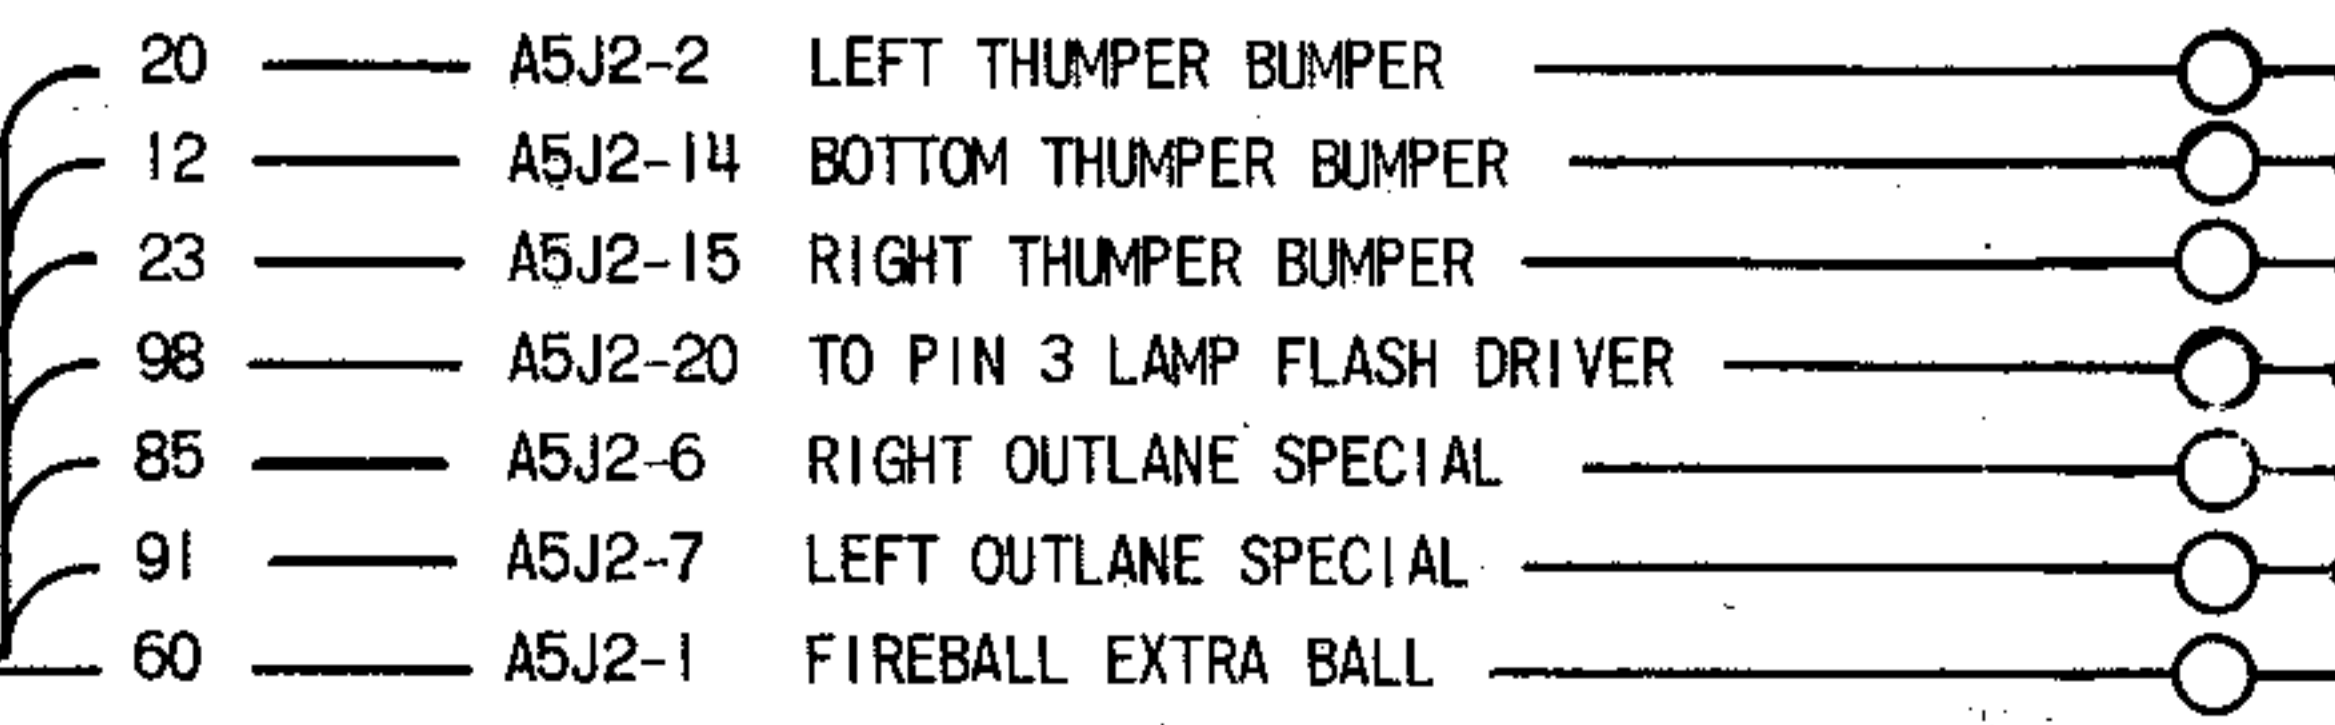 20 A5J2-2 LEFT THUMPER BUMPER
12 A5J2-14 BOTTOM THUMPER BUMPER
23 A5J2-15 RIGHT THUMPER BUMPER
98 A5J2-20 TO PIN 3 LAMP FLASH DRIVER
85 A5J2-6 RIGHT OUTLANE SPECIAL
91 A5J2-7 LEFT OUTLANE SPECIAL
60 A5J2-1 FIREBALL EXTRA BALL